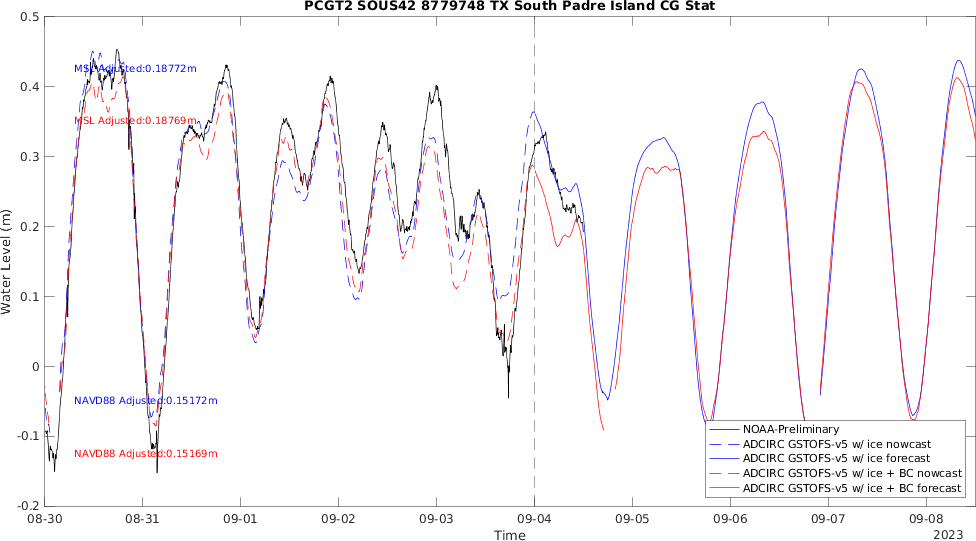 PCGT2 SOUS42 8779748 TX South Padre Island CG Stat
0.5
0.4
0.3
0.2
0.1
0
-0.1
-0.2
Water Level (m)
MSL Adjusted:0.18772m
MSL Adjusted:0.18769m
NAVD88 Adjusted:0.15172m
NAVD88 Adjusted:0.15169m
NOAA-Preliminary
ADCIRC GSTOFS-v5 w/ ice nowcast
ADCIRC GSTOFS-v5 w/ ice forecast
ADCIRC GSTOFS-v5 w/ ice + BC nowcast
ADCIRC GSTOFS-v5 w/ ice + BC forecast
08-30 08-31 09-01 09-02 09-03 09-04 09-05 09-06 09-07 09-08
Time
2023